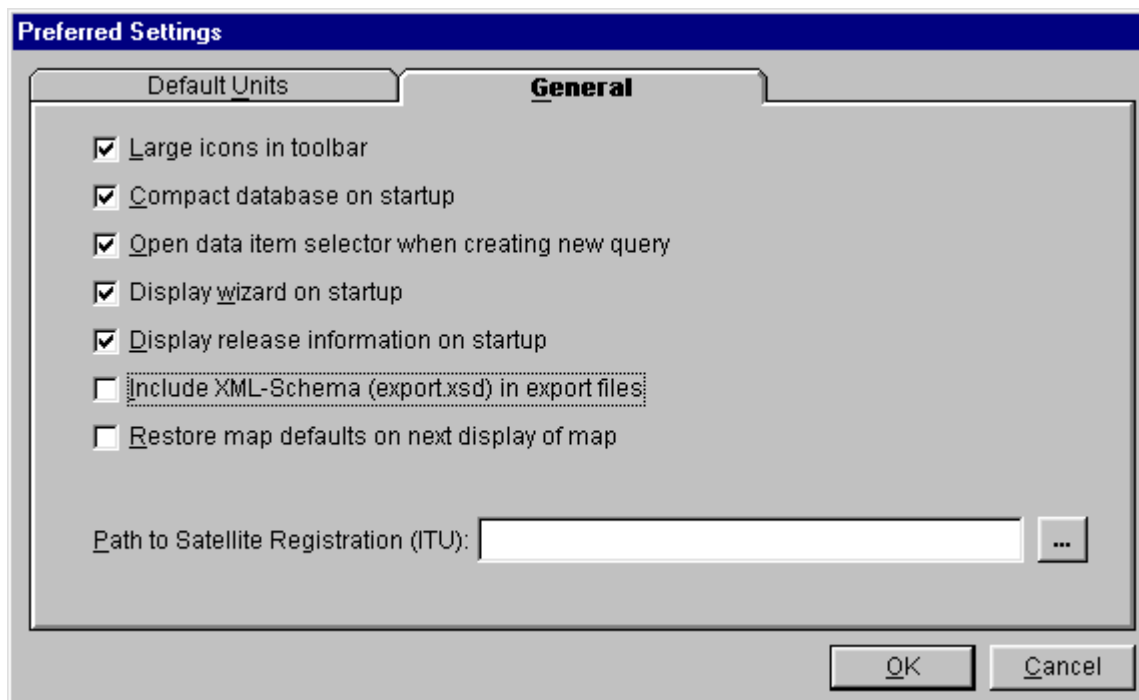 Preferred Settings
Default Units
General
Large icons in toolbar
Compact database on startup
Open data item selector when creating new query
Display wizard on startup
Display release information on startup
Include XML-Schema (export.xsd) in export files
Restore map defaults on next display of map
Path to Satellite Registration (ITU):
...
OK
Cancel